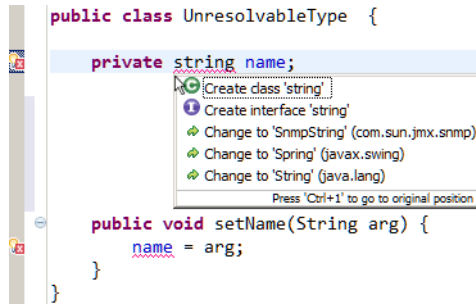 public class UnresolvableType {
private string name;
Create class 'string'
Create interface 'string'
Change to 'SnmpString' (com.sun.jmx.snmp)
Change to 'Spring' (javax.swing)
Change to 'String' (java.lang)
Press 'Ctrl+1' to go to original position
public void setName(String arg) {
name = arg;
}
}